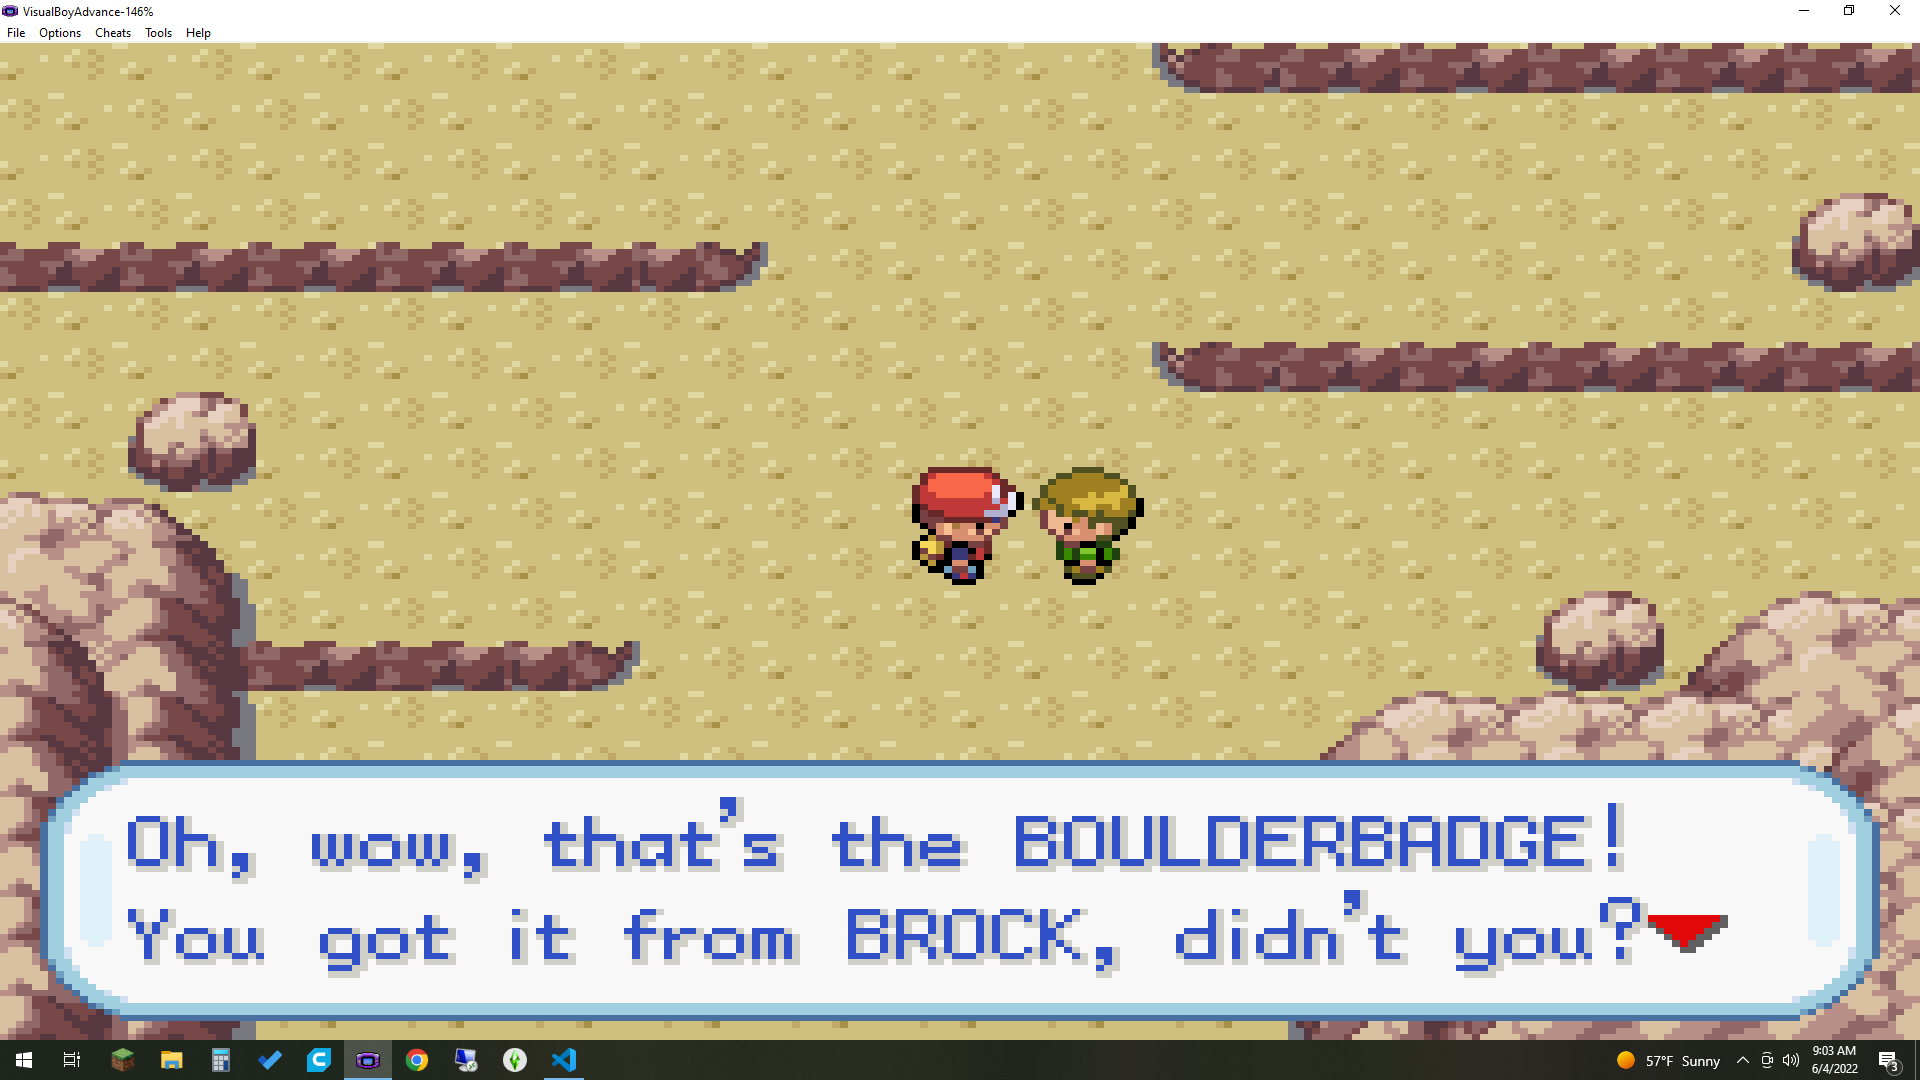 VisualBoyAdvance-146%
File Options Cheats Tools Help
Oh, wow, that's the BOULDERBADGE!
You got it from BROCK, didn't you?
57°F Sunny
9:03 AM
6/4/2022
3